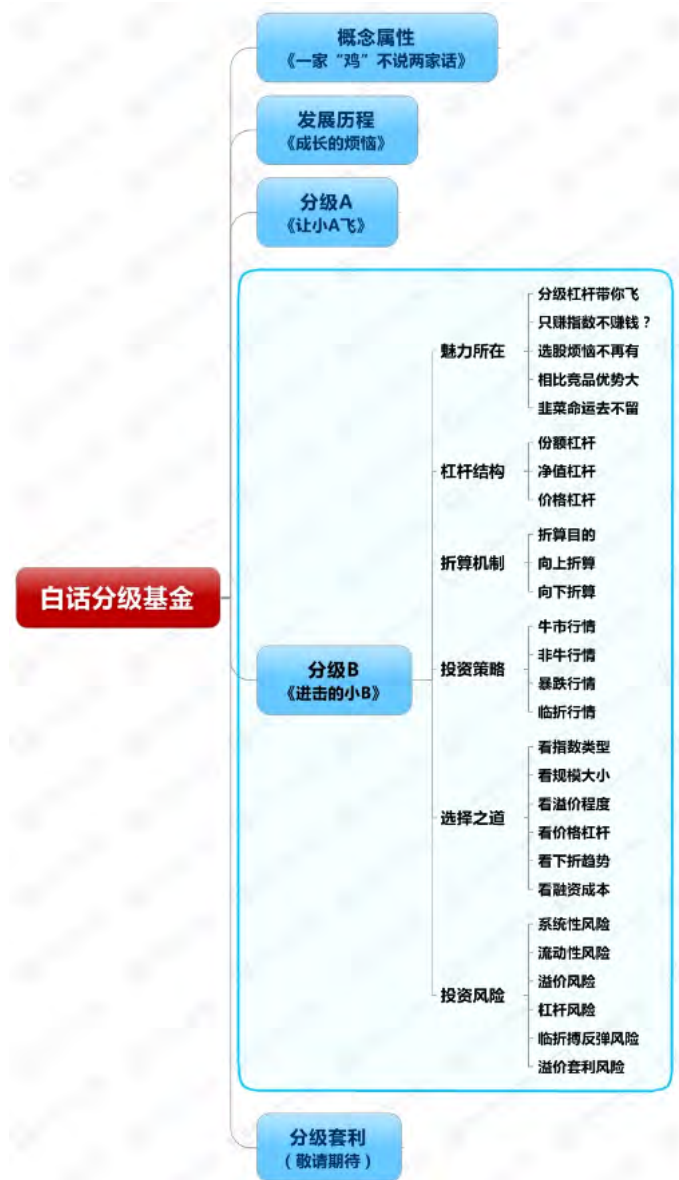 概念属性
《一家“鸡”不说两家话》
发展历程
《成长的烦恼》
分级A
《让小A飞》
白话分级基金
分级B
《进击的小B》
魅力所在
分级杠杆带你飞
只赚指数不赚钱？
选股烦恼不再有
相比竞品优势大
韭菜命运去不留
杠杆结构
份额杠杆
净值杠杆
价格杠杆
折算机制
折算目的
向上折算
向下折算
投资策略
牛市行情
非牛行情
暴跌行情
临折行情
选择之道
看指数类型
看规模大小
看溢价程度
看价格杠杆
看下折趋势
看融资成本
投资风险
系统性风险
流动性风险
溢价风险
杠杆风险
临折搏反弹风险
溢价套利风险
分级套利
（敬请期待）